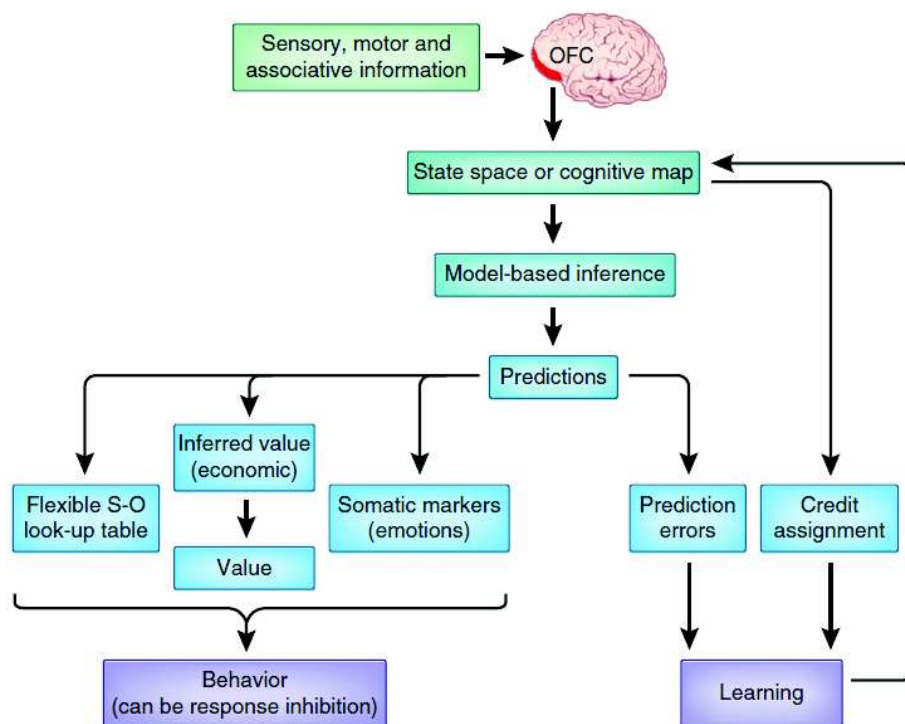 Sensory, motor and
associative information
OFC
State space or cognitive map
Model-based inference
Predictions
Inferred value
(economic)
Flexible S-O
look-up table
Somatic markers
(emotions)
Prediction
errors
Credit
assignment
Value
Behavior
(can be response inhibition)
Learning